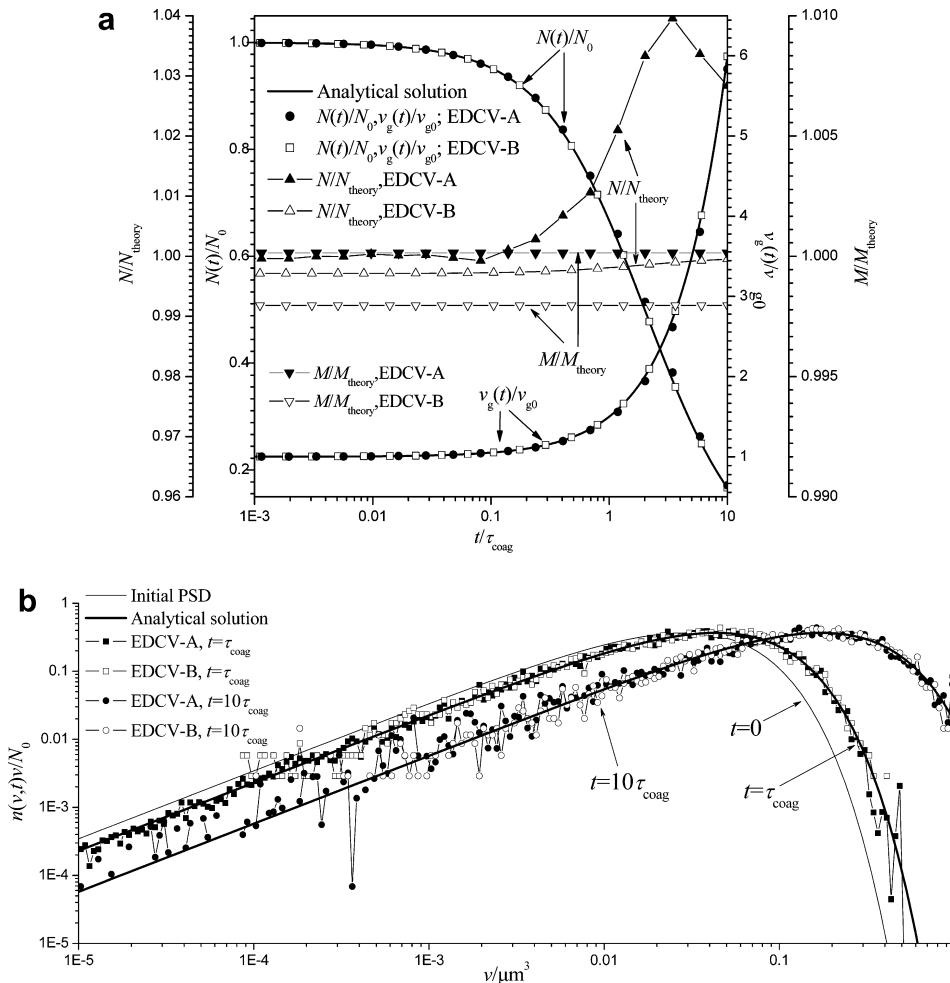 a
1.04
1.03
1.02
1.01
1.00
0.99
0.98
0.97
0.96
N/N_theory
1.0
0.8
0.6
0.4
0.2
N(t)/N_0
N(t)/N_0
Analytical solution
N(t)/N_0,v_g(t)/v_g0; EDCV-A
N(t)/N_0,v_g(t)/v_g0; EDCV-B
N/N_theory,EDCV-A
N/N_theory,EDCV-B
N/N_theory
M/M_theory
M/M_theory,EDCV-A
M/M_theory,EDCV-B
v_g(t)/v_g0
6
5
4
3
2
1
v_g(t)/v_g0
1.010
1.005
1.000
0.995
0.990
M/M_theory
1E-3
0.01
0.1
1
10
t/τ_coag
b
Initial PSD
Analytical solution
EDCV-A, t=τ_coag
EDCV-B, t=τ_coag
EDCV-A, t=10τ_coag
EDCV-B, t=10τ_coag
1
0.1
0.01
1E-3
1E-4
1E-5
n(v,t)v/N_0
t=0
t=τ_coag
t=10τ_coag
1E-5
1E-4
1E-3
0.01
0.1
v/μm³